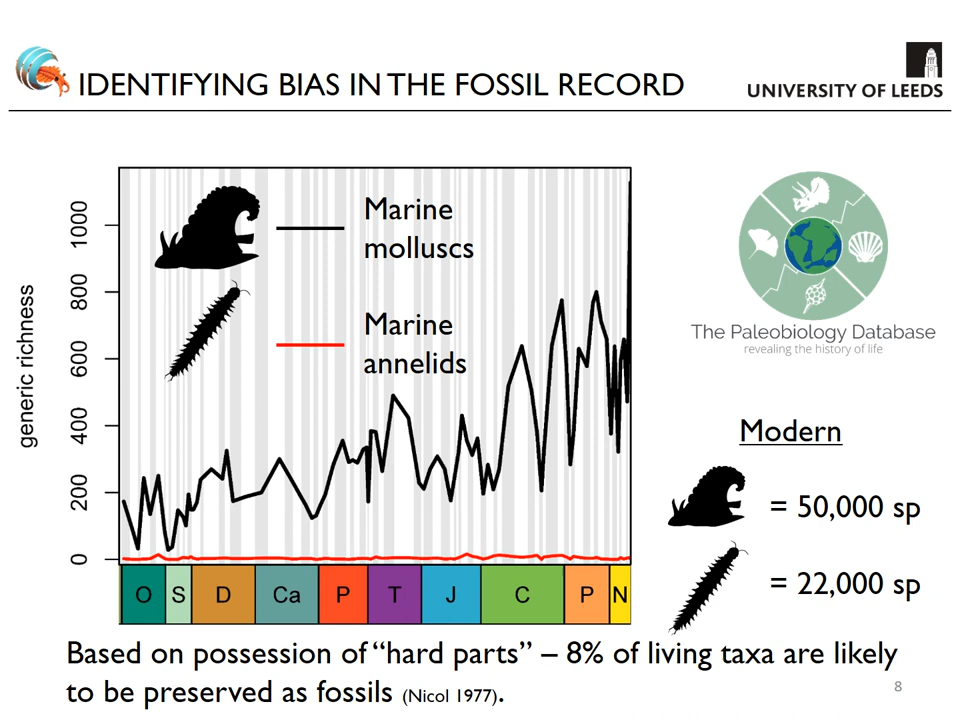 IDENTIFYING BIAS IN THE FOSSIL RECORD
UNIVERSITY OF LEEDS
generic richness
0 200 400 600 800 1000
Marine
molluscs
Marine
annelids
O S D Ca P T J C P N
The Paleobiology Database
revealing the history of life
Modern
= 50,000 sp
= 22,000 sp
Based on possession of “hard parts” – 8% of living taxa are likely
to be preserved as fossils (Nicol 1977).
8